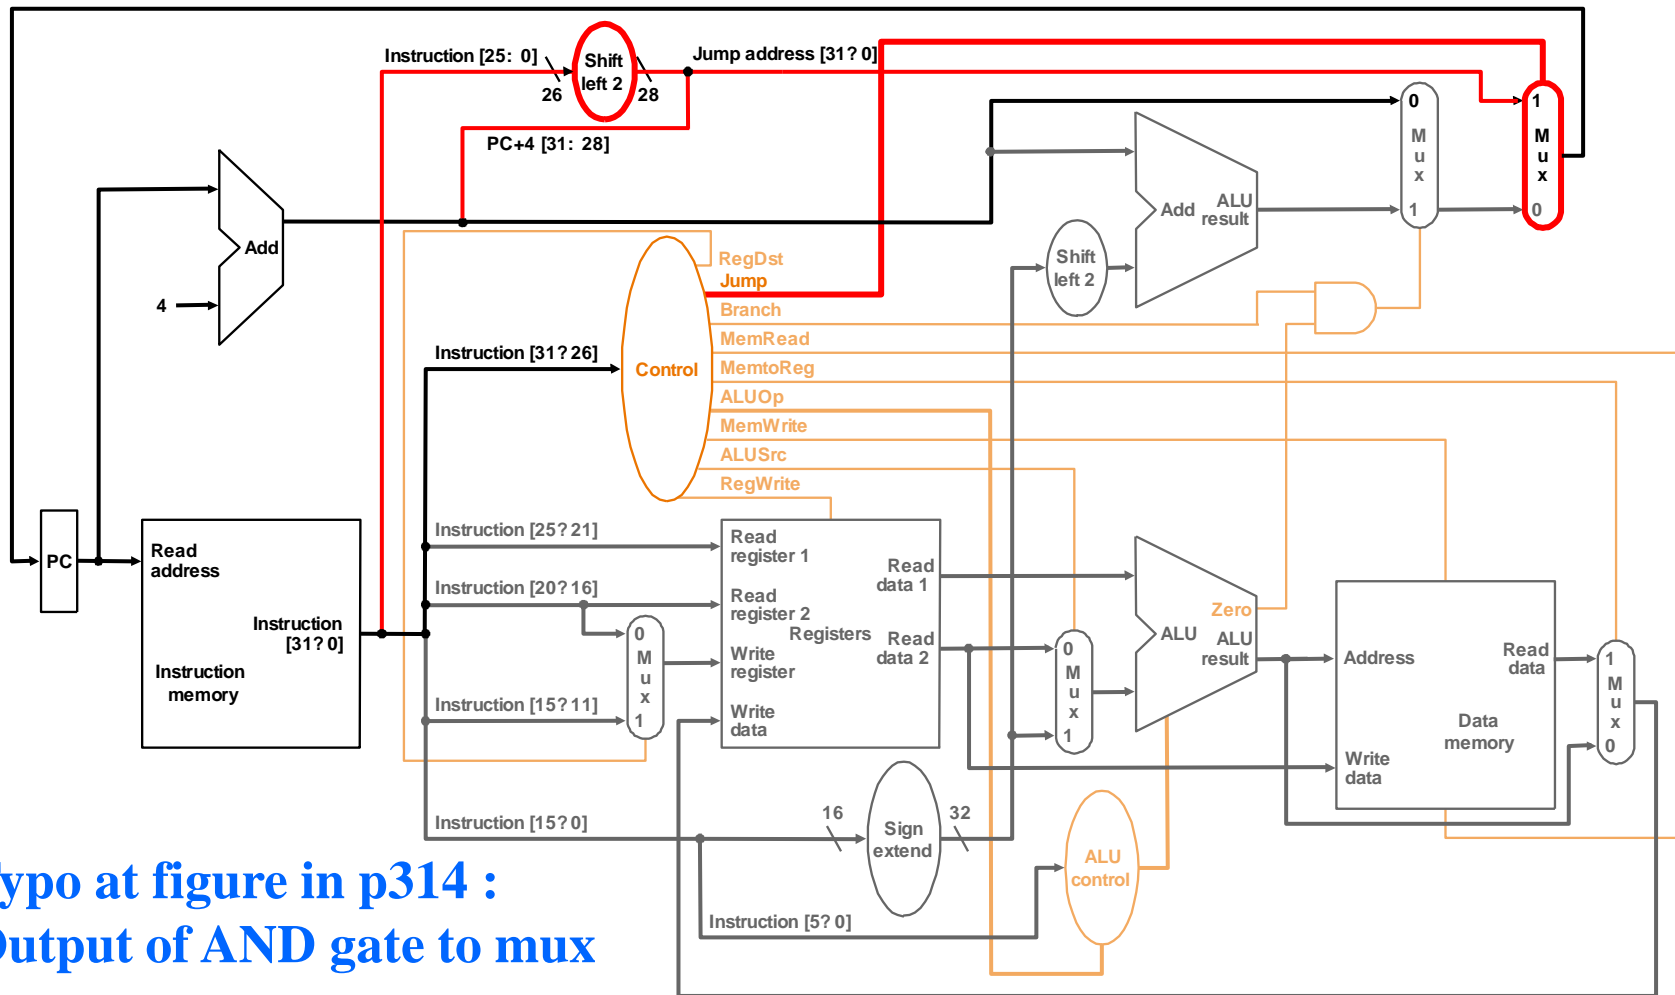 Instruction [25: 0]
Shift
left 2
Jump address [31? 0]
26
28
PC+4 [31: 28]
Add
4
0
M
u
x
1
1
M
u
x
0
Add
ALU
result
Shift
left 2
RegDst
Jump
Branch
MemRead
MemtoReg
ALUOp
MemWrite
ALUSrc
RegWrite
Instruction [31? 26]
Control
PC
Read
address
Instruction
[31? 0]
Instruction
memory
Instruction [25? 21]
Instruction [20? 16]
Instruction [15? 11]
0
M
u
x
1
Read
register 1
Read
register 2
Write
register
Write
data
Registers
Read
data 1
Read
data 2
0
M
u
x
1
Zero
ALU
ALU
result
Address
Read
data
Data
memory
Write
data
1
M
u
x
0
Instruction [15? 0]
16
Sign
extend
32
ALU
control
Instruction [5? 0]
ypo at figure in p314 :
Output of AND gate to mux